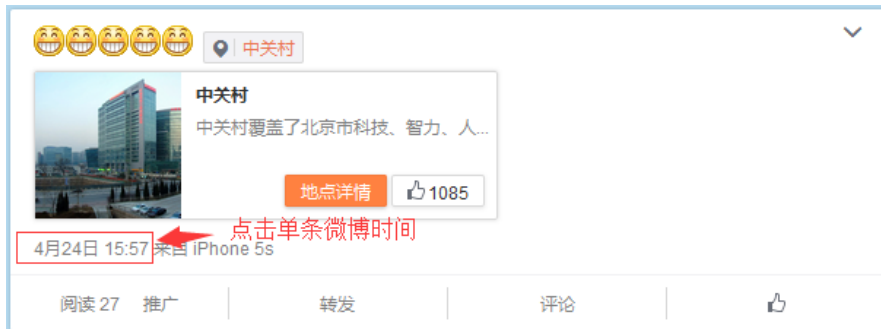 中关村
中关村
中关村覆盖了北京市科技、智力、人...
地点详情 1085
点击单条微博时间
4月24日 15:57 来自 iPhone 5s
阅读 27 推广 转发 评论